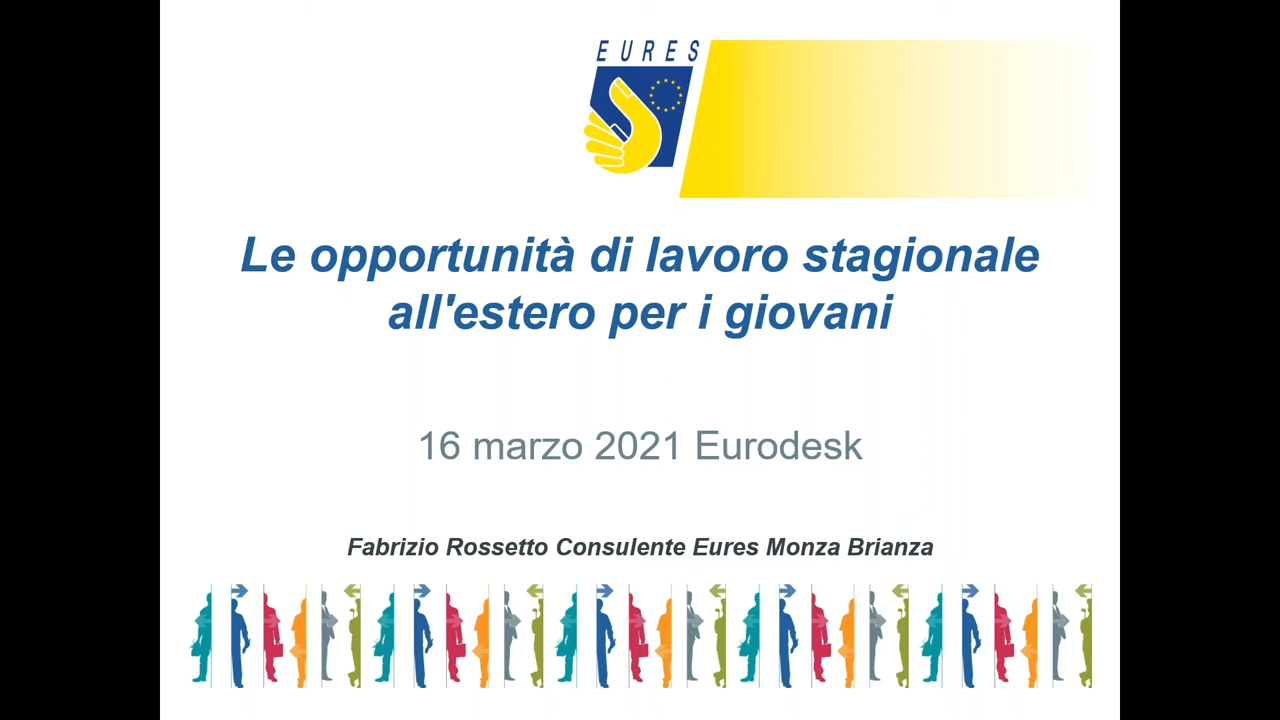 EURES
Le opportunità di lavoro stagionale
all'estero per i giovani
16 marzo 2021 Eurodesk
Fabrizio Rossetto Consulente Eures Monza Brianza